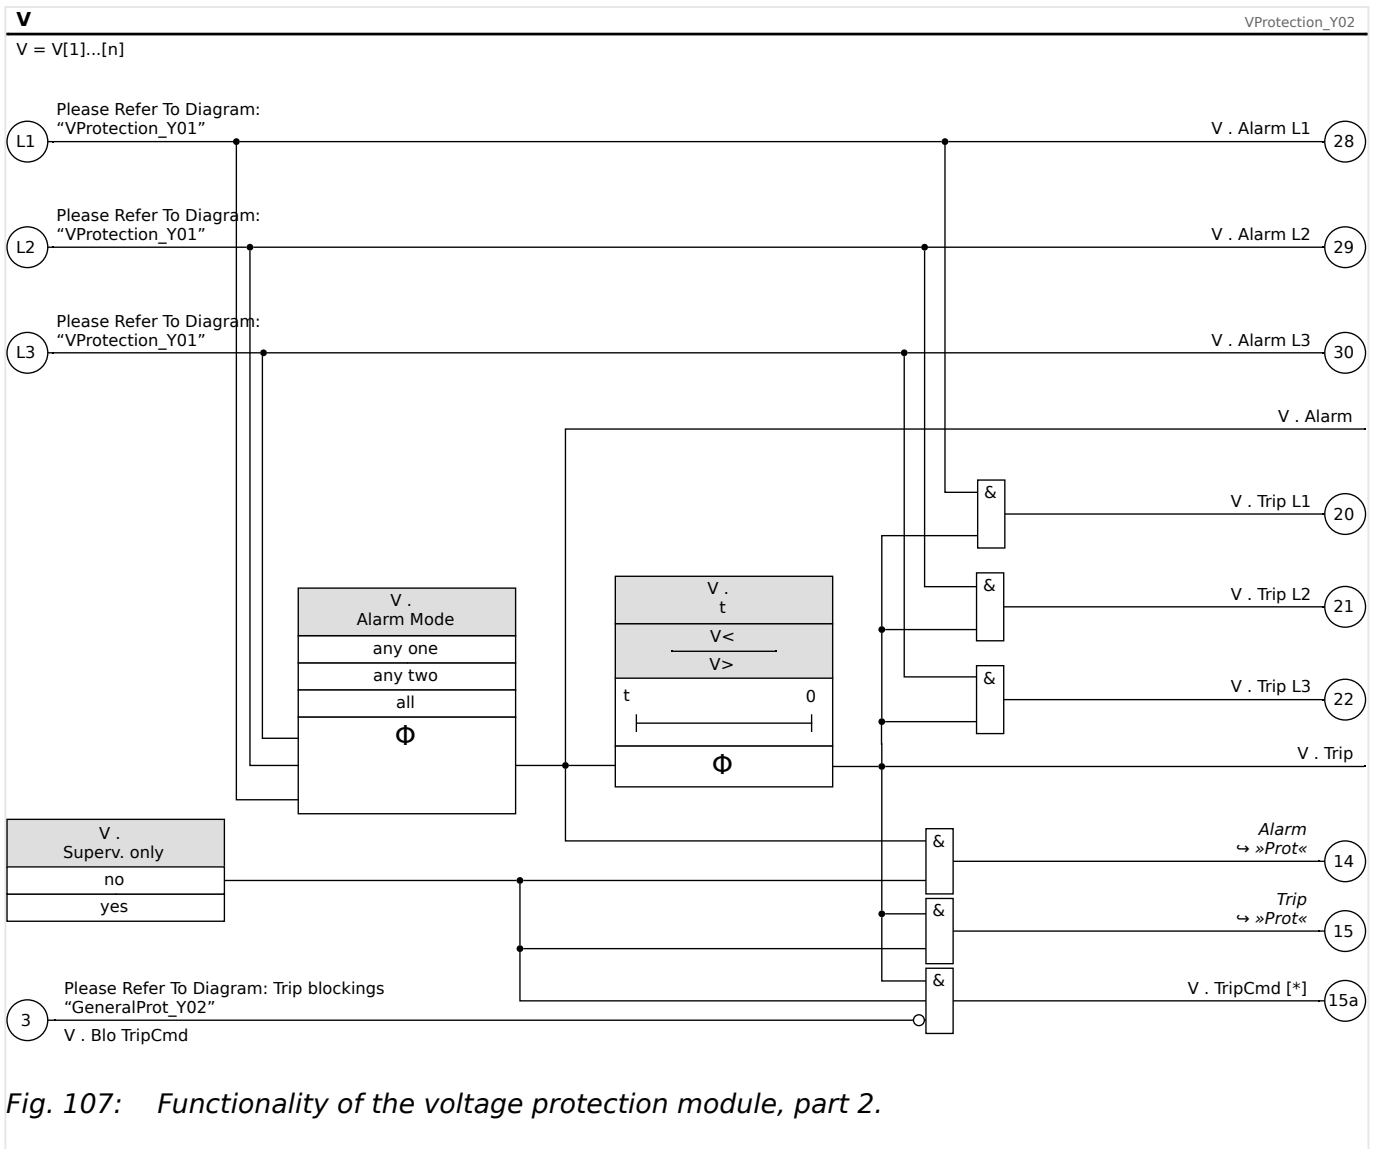 V
VProtection_Y02
V = V[1]...[n]
Please Refer To Diagram:
“VProtection_Y01”
L1
V . Alarm L1
28
Please Refer To Diagram:
“VProtection_Y01”
L2
V . Alarm L2
29
Please Refer To Diagram:
“VProtection_Y01”
L3
V . Alarm L3
30
V . Alarm
&
V . Trip L1
20
&
V . Trip L2
21
&
V . Trip L3
22
V . Trip
V .
Alarm Mode
any one
any two
all
Φ
V .
t
V<
V>
t 0
Φ
V .
Superv. only
no
yes
&
Alarm
↪ »Prot«
14
&
Trip
↪ »Prot«
15
&
V . TripCmd [*]
15a
Please Refer To Diagram: Trip blockings
“GeneralProt_Y02”
3
V . Blo TripCmd
Fig. 107: Functionality of the voltage protection module, part 2.